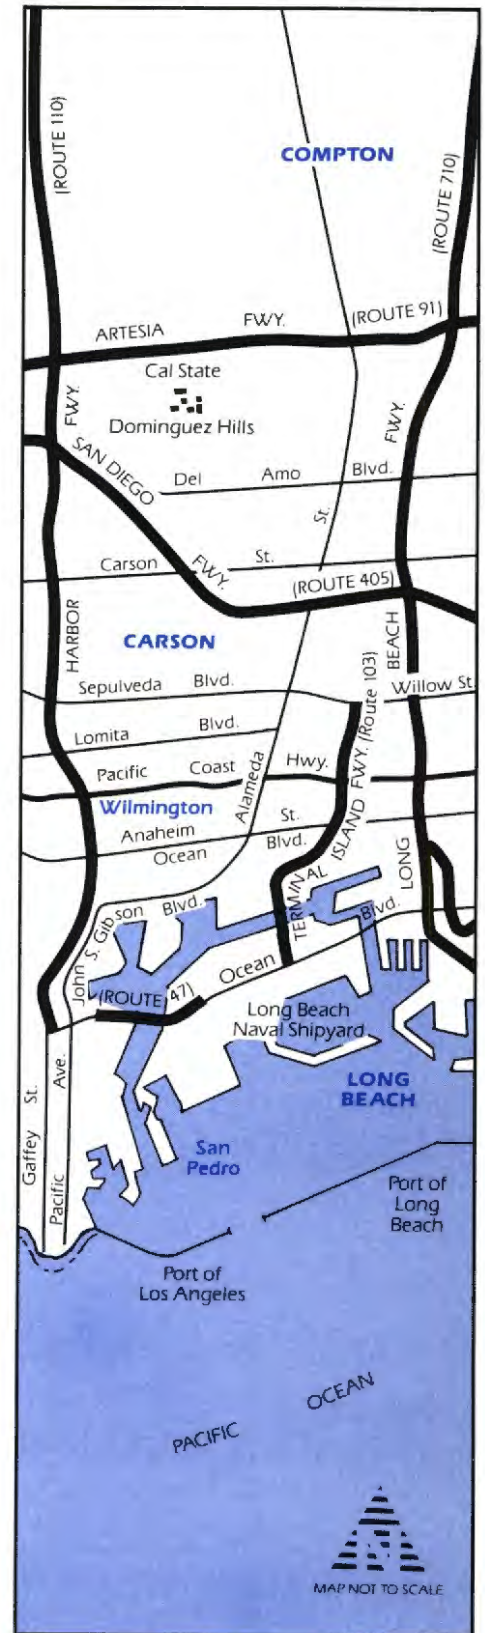 COMPTON
(ROUTE 110)
(ROUTE 710)
ARTESIA FWY. (ROUTE 91)
Cal State
Dominguez Hills
FWY.
FWY.
SAN DIEGO
Del Amo Blvd.
St.
Carson St.
FWY.
(ROUTE 405)
HARBOR
CARSON
BEACH
Sepulveda Blvd.
Willow St.
Lomita Blvd.
Pacific Coast Hwy.
Alameda
TERMINAL ISLAND FWY. (Route 103)
Wilmington
Anaheim St.
Ocean Blvd.
LONG
John S. Gibson Blvd.
Ocean Blvd.
(ROUTE 47)
Long Beach
Naval Shipyard
LONG
BEACH
Gaffey St.
Pacific Ave.
San
Pedro
Port of
Long
Beach
Port of
Los Angeles
PACIFIC OCEAN
N
MAP NOT TO SCALE